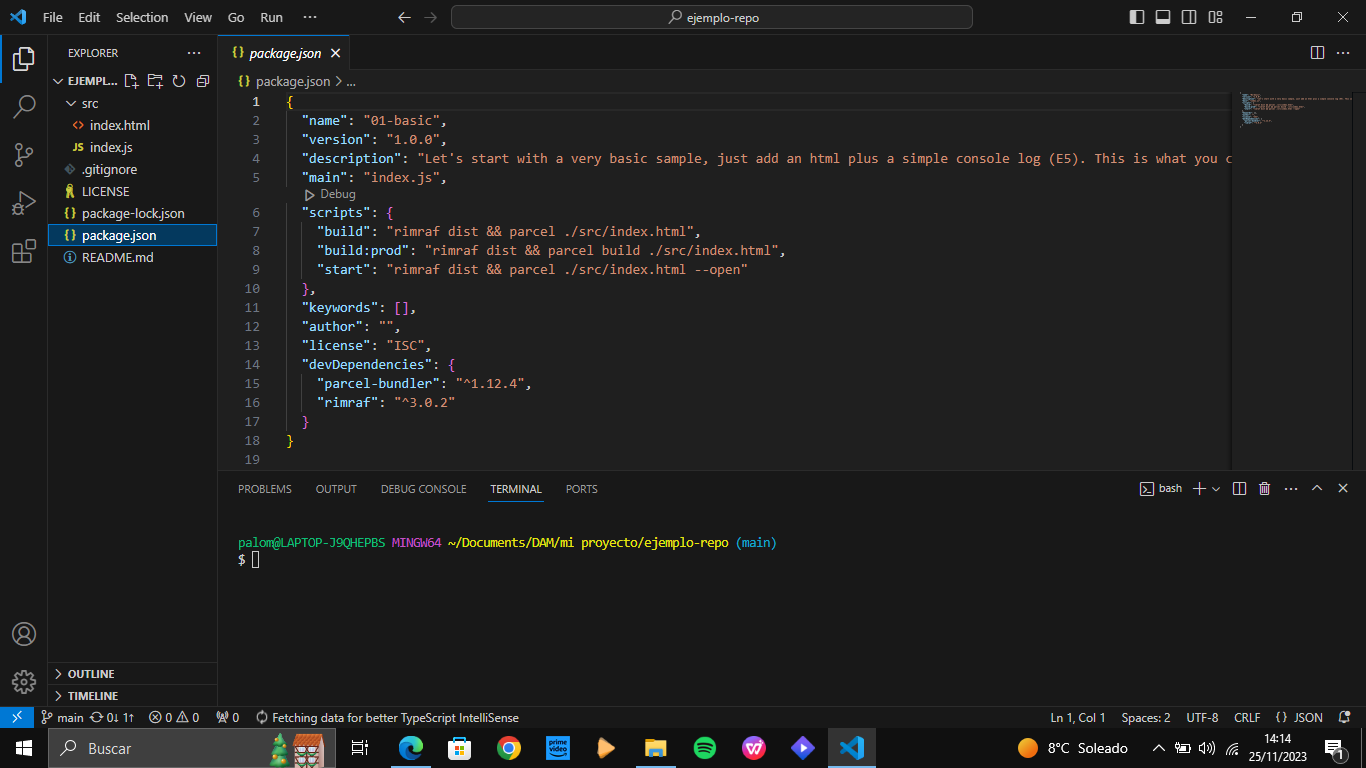 File Edit Selection View Go Run ··· ejemplo-repo
EXPLORER ···
EJEMPL...
src
index.html
JS index.js
.gitignore
LICENSE
{} package-lock.json
{} package.json
README.md
OUTLINE
TIMELINE
{} package.json
{} package.json > ...
1 {
2 "name": "01-basic",
3 "version": "1.0.0",
4 "description": "Let's start with a very basic sample, just add an html plus a simple console log (E5). This is what you c
5 "main": "index.js",
Debug
6 "scripts": {
7 "build": "rimraf dist && parcel ./src/index.html",
8 "build:prod": "rimraf dist && parcel build ./src/index.html",
9 "start": "rimraf dist && parcel ./src/index.html --open"
10 },
11 "keywords": [],
12 "author": "",
13 "license": "ISC",
14 "devDependencies": {
15 "parcel-bundler": "^1.12.4",
16 "rimraf": "^3.0.2"
17 }
18 }
19
PROBLEMS OUTPUT DEBUG CONSOLE TERMINAL PORTS bash
palom@LAPTOP-J9QHEPBS MINGW64 ~/Documents/DAM/mi proyecto/ejemplo-repo (main)
$
main 0↓ 1↑ 0 0 0 Fetching data for better TypeScript IntelliSense Ln 1, Col 1 Spaces: 2 UTF-8 CRLF {} JSON
Buscar prime video 8°C Soleado 14:14
25/11/2023 1